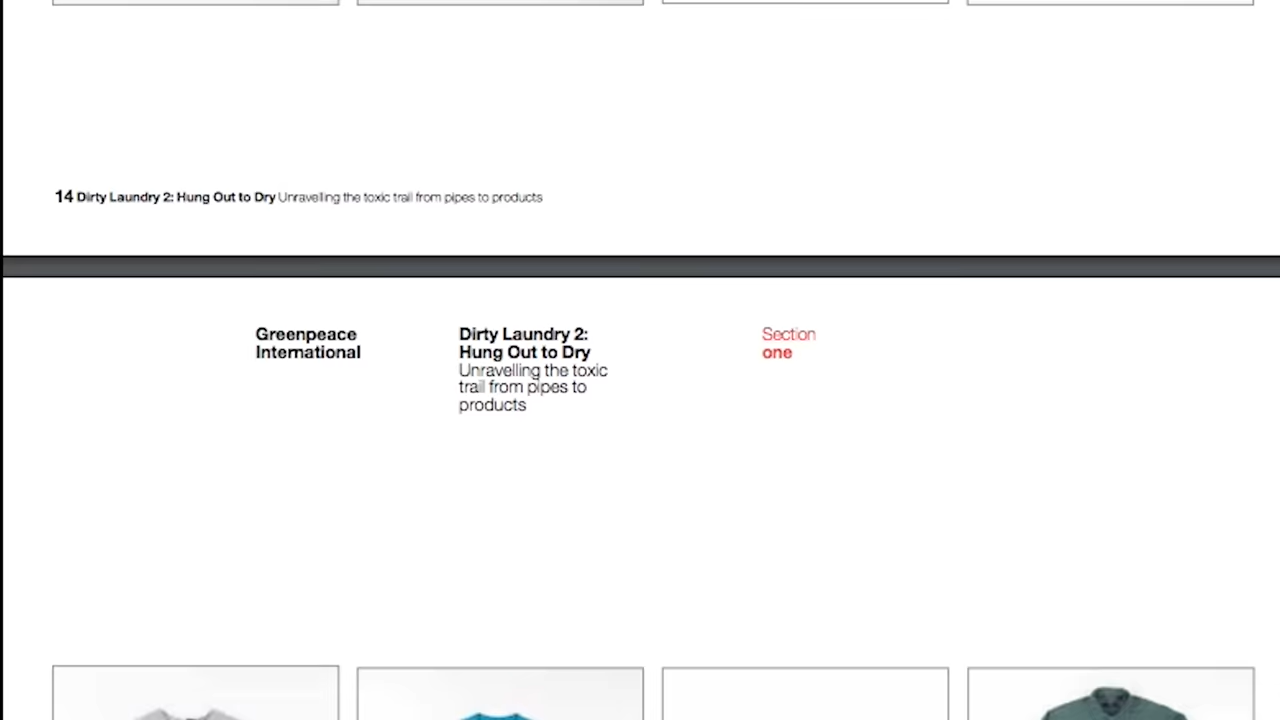 14 Dirty Laundry 2: Hung Out to Dry Unravelling the toxic trail from pipes to products
Greenpeace
International
Dirty Laundry 2:
Hung Out to Dry
Unravelling the toxic
trail from pipes to
products
Section
one